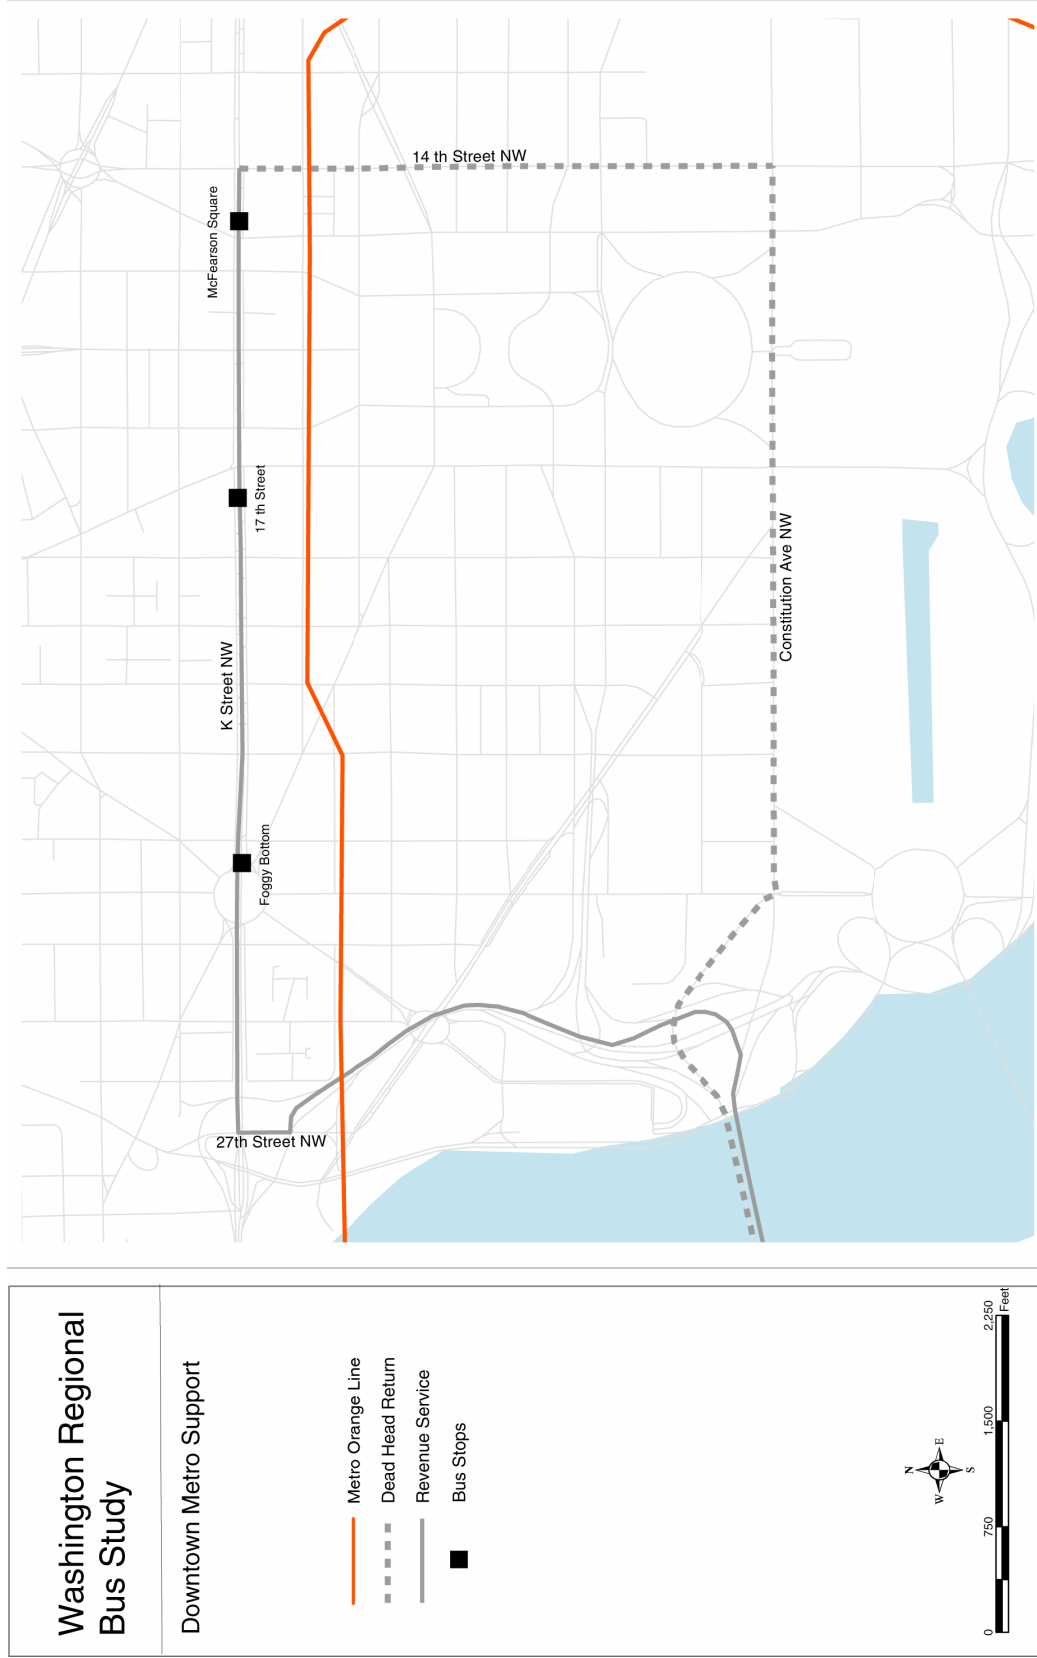 Washington Regional
Bus Study
Downtown Metro Support
Metro Orange Line
Dead Head Return
Revenue Service
Bus Stops
N
W
E
S
0
750
1,500
2,250
Feet
27th Street NW
Foggy Bottom
K Street NW
17 th Street
McFearson Square
14 th Street NW
Constitution Ave NW